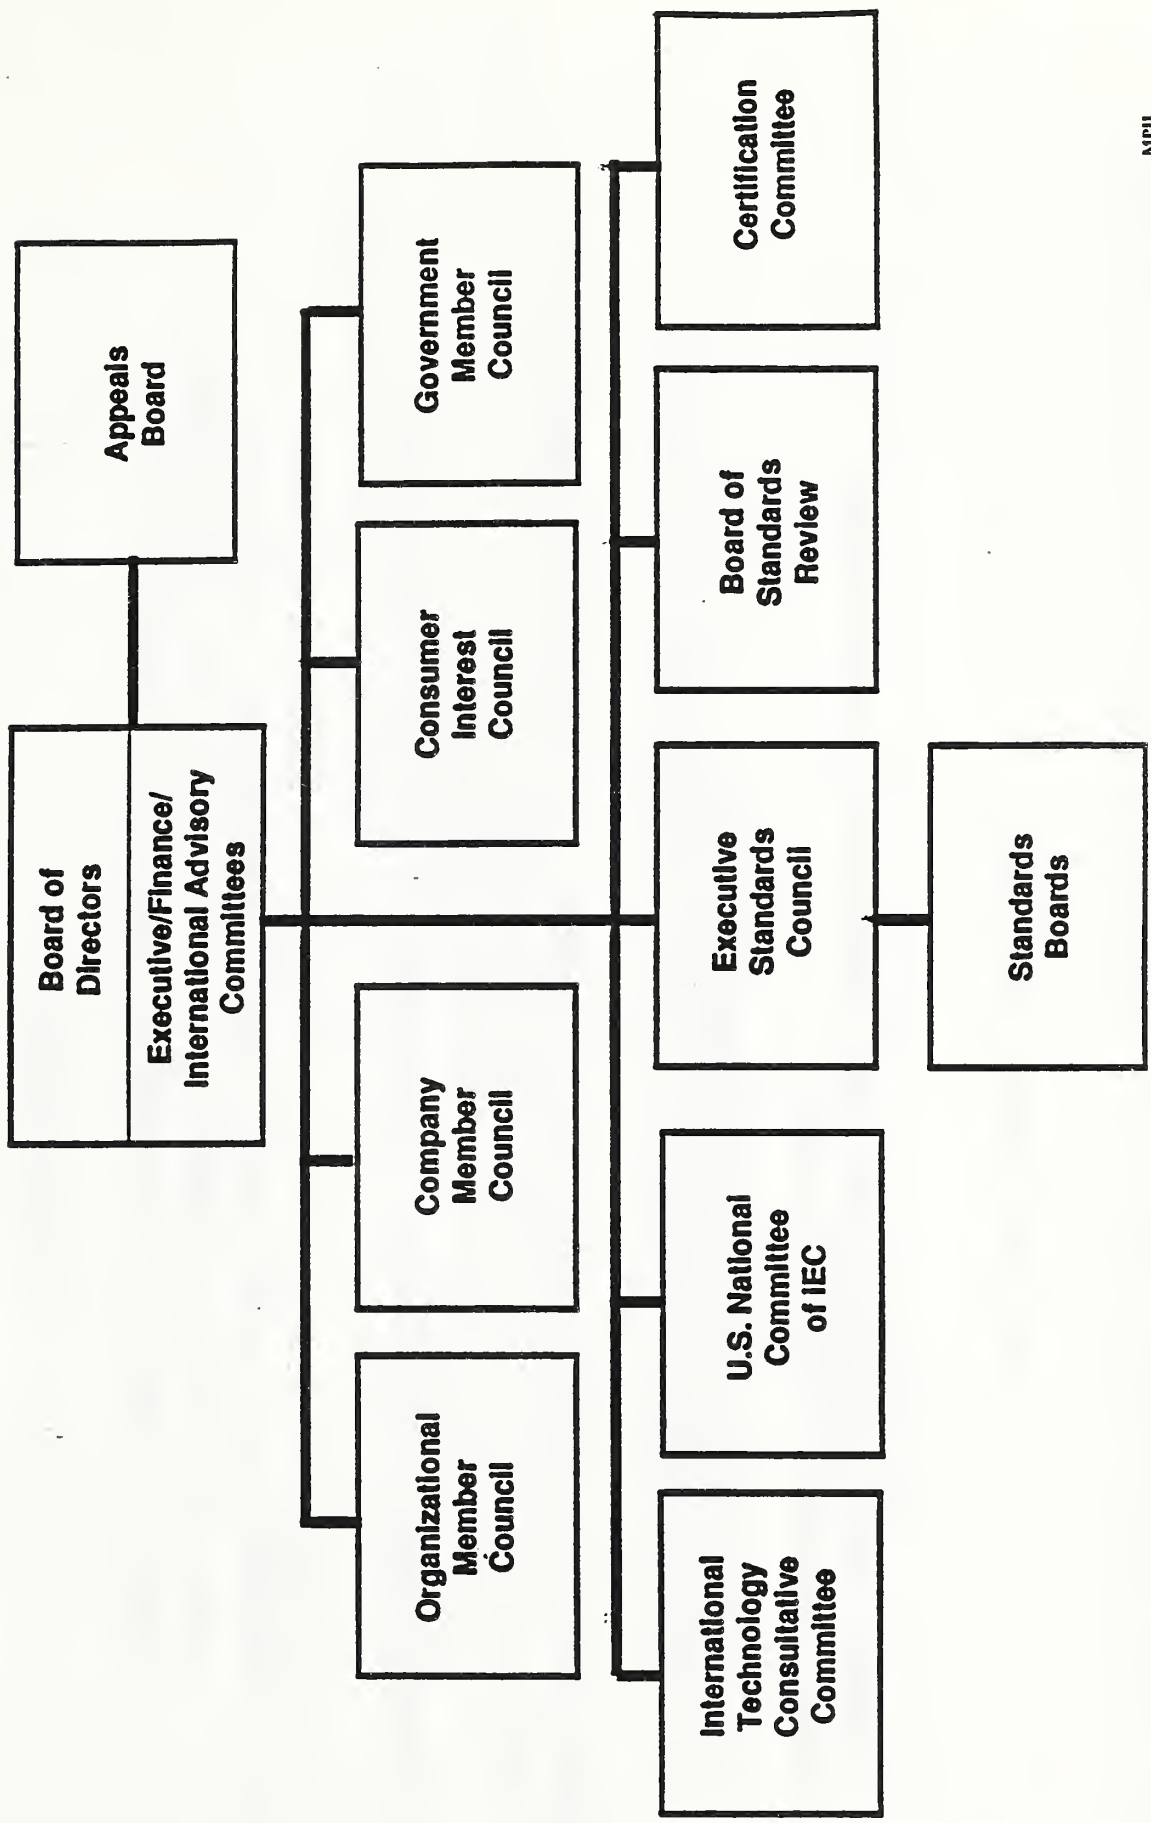 Board of
Directors
Executive/Finance/
International Advisory
Committees
Appeals
Board
Organizational
Member
Council
Company
Member
Council
Consumer
Interest
Council
Government
Member
Council
International
Technology
Consultative
Committee
U.S. National
Committee
of IEC
Executive
Standards
Council
Board of
Standards
Review
Certification
Committee
Standards
Boards